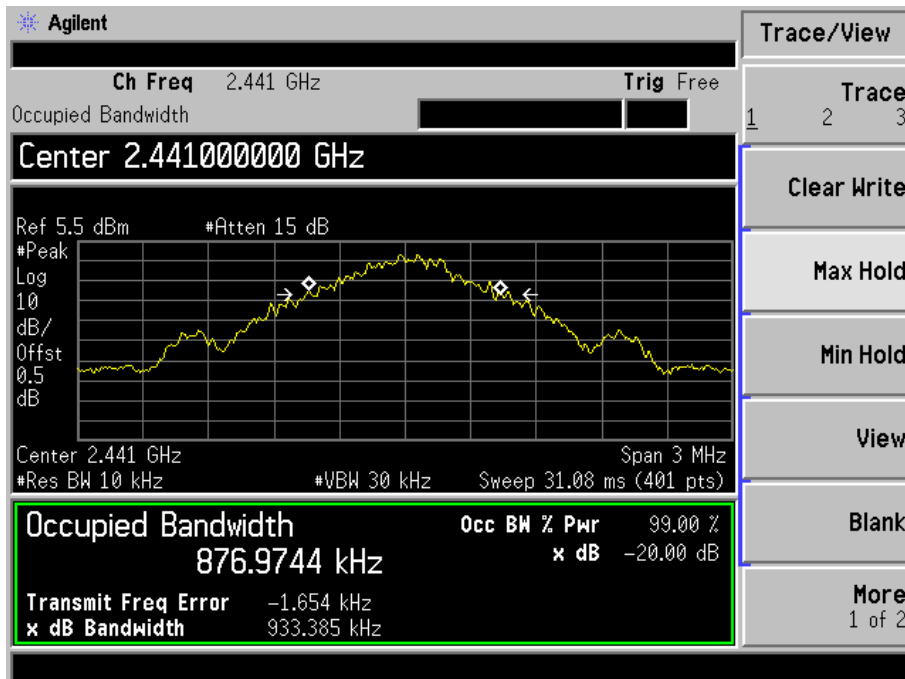 Agilent
Trace/View
Ch Freq 2.441 GHz Trig Free
Occupied Bandwidth
Center 2.441000000 GHz
Ref 5.5 dBm #Atten 15 dB
#Peak
Log
10
dB/
Offst
0.5
dB
Center 2.441 GHz Span 3 MHz
#Res BW 10 kHz #VBW 30 kHz Sweep 31.08 ms (401 pts)
Occupied Bandwidth Occ BW % Pwr 99.00 %
876.9744 kHz x dB -20.00 dB
Transmit Freq Error -1.654 kHz
x dB Bandwidth 933.385 kHz
Trace
1 2 3
Clear Write
Max Hold
Min Hold
View
Blank
More
1 of 2